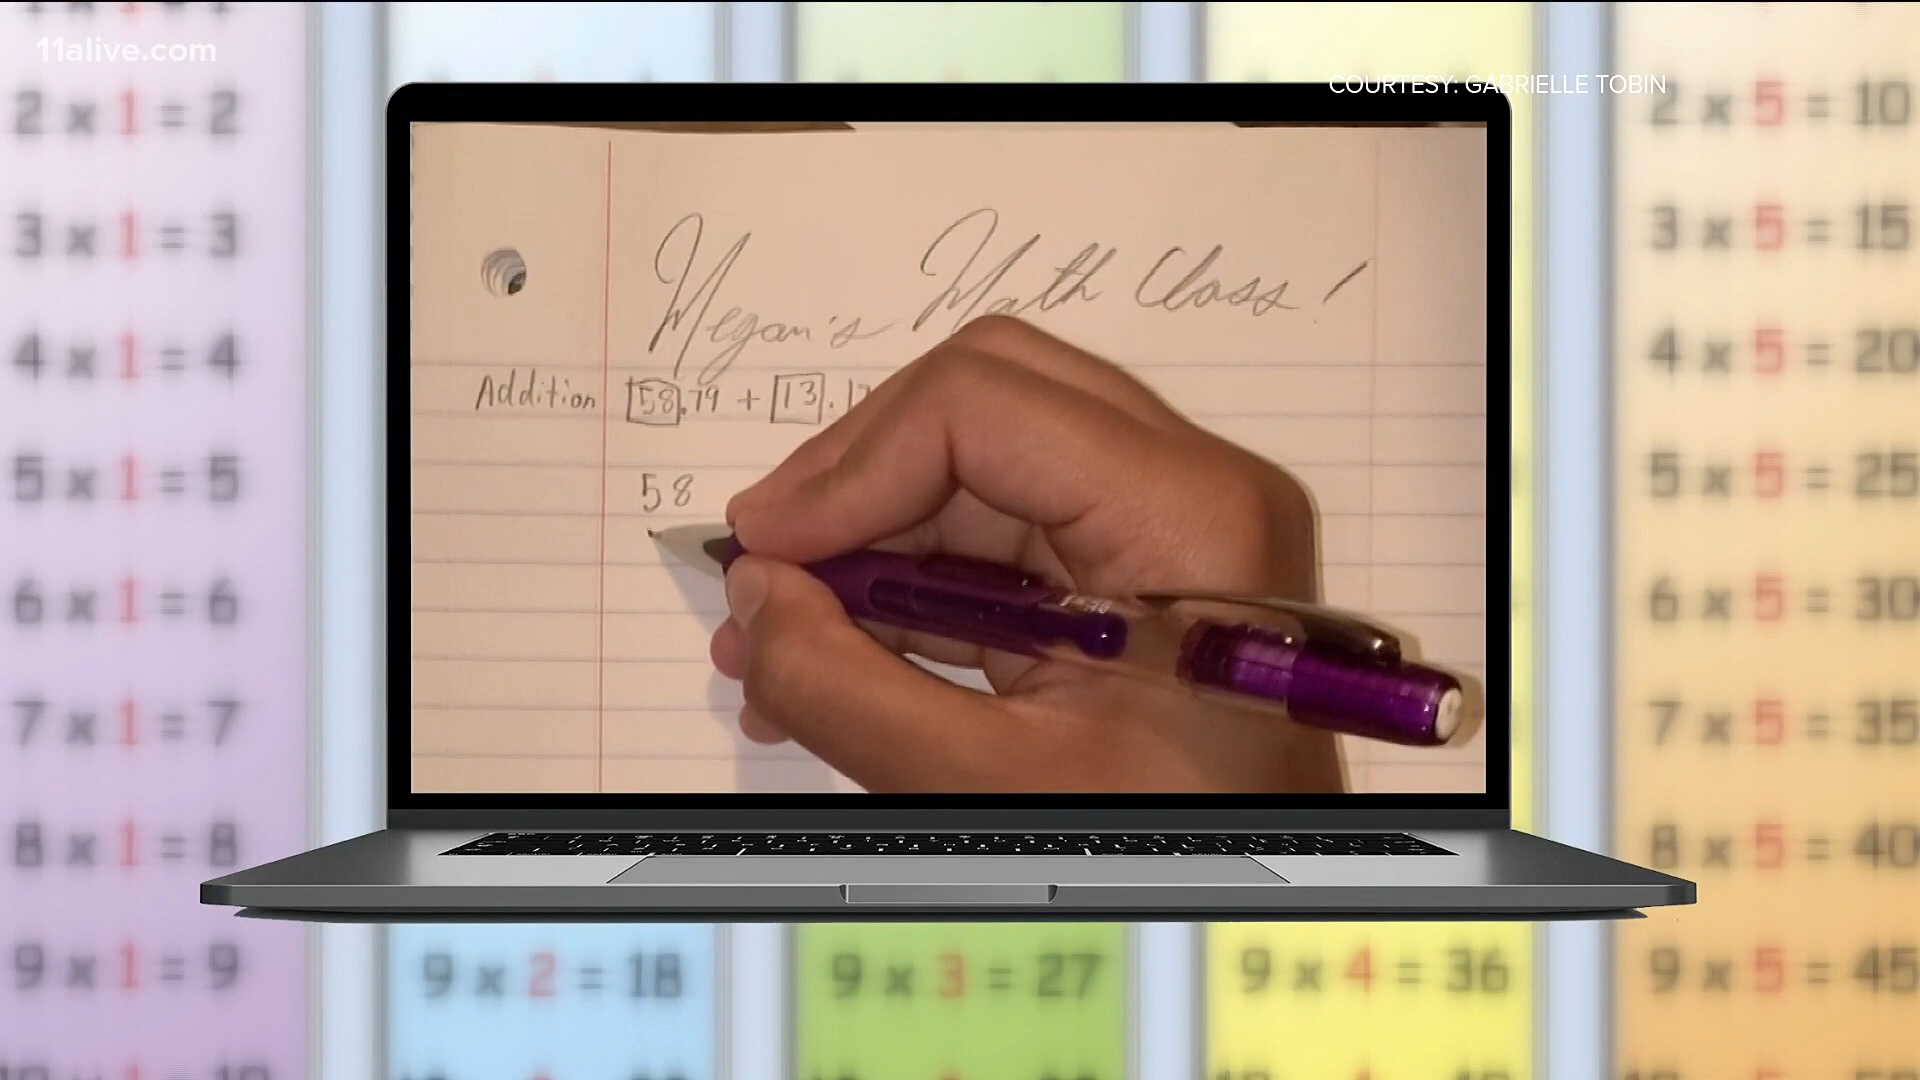 11alive.com
COURTESY: GABRIELLE TOBIN
2 x 1 = 2
2 x 5 = 10
3 x 1 = 3
3 x 5 = 15
4 x 1 = 4
4 x 5 = 20
5 x 1 = 5
5 x 5 = 25
6 x 1 = 6
6 x 5 = 30
7 x 1 = 7
7 x 5 = 35
8 x 1 = 8
8 x 5 = 40
9 x 1 = 9
9 x 2 = 18
9 x 3 = 27
9 x 4 = 36
9 x 5 = 45
Megan's Math Class!
Addition 58.79 + 13.17
58